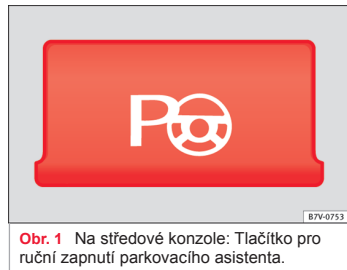 P
B7V-0753
Obr. 1 Na středové konzole: Tlačítko pro
ruční zapnutí parkovacího asistenta.